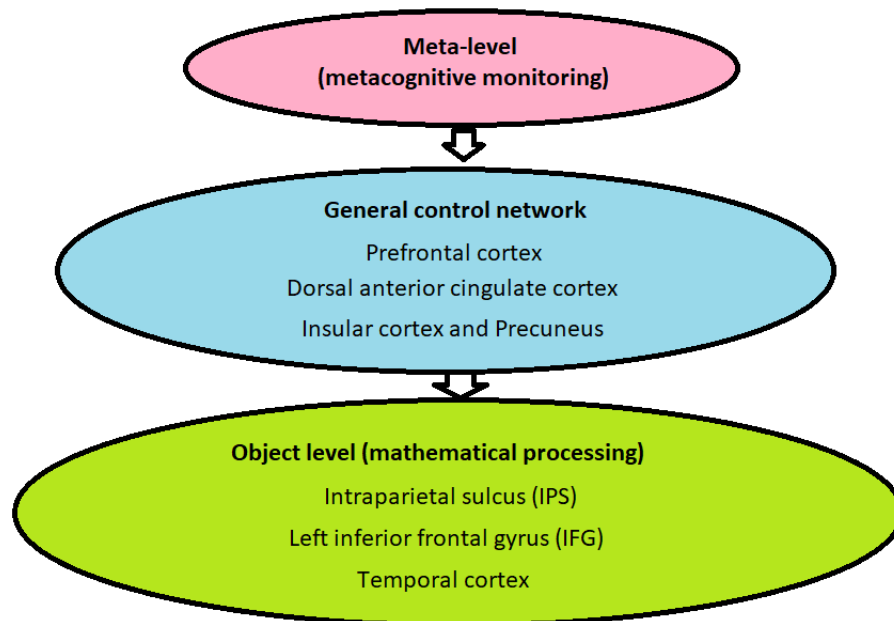 Meta-level
(metacognitive monitoring)
General control network
Prefrontal cortex
Dorsal anterior cingulate cortex
Insular cortex and Precuneus
Object level (mathematical processing)
Intraparietal sulcus (IPS)
Left inferior frontal gyrus (IFG)
Temporal cortex